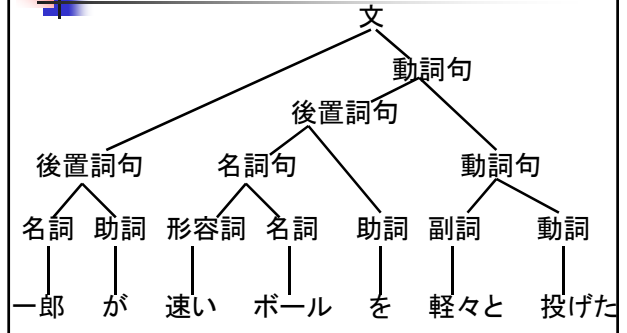 文
動詞句
後置詞句
後置詞句 名詞句 動詞句
名詞 助詞 形容詞 名詞 助詞 副詞 動詞
一郎 が 速い ボール を 軽々と 投げた